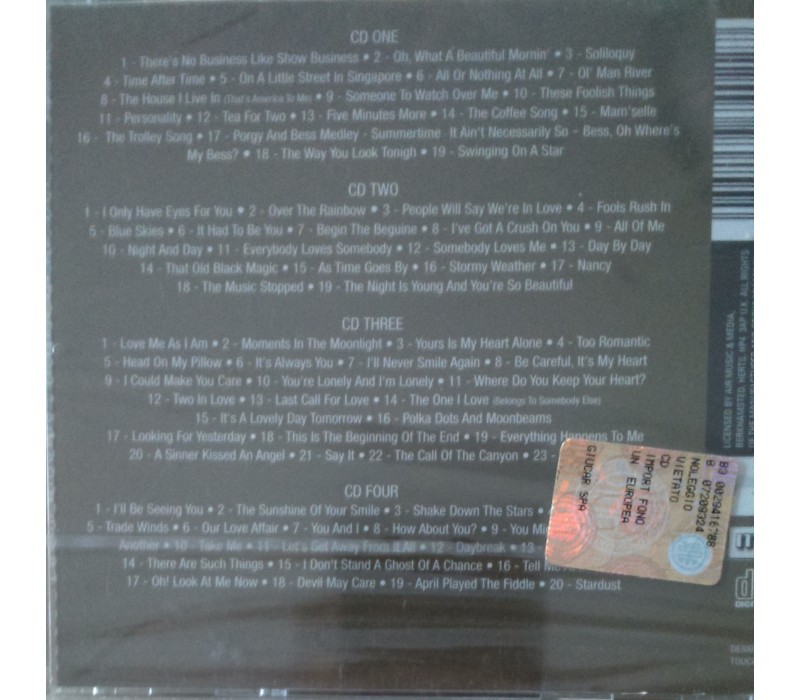 CD ONE
1 - There's No Business Like Show Business • 2 - Oh, What A Beautiful Mornin' • 3 - Soliloquy
4 - Time After Time • 5 - On A Little Street In Singapore • 6 - All Or Nothing At All • 7 - Ol' Man River
8 - The House I Live In (That's America To Me) • 9 - Someone To Watch Over Me • 10 - These Foolish Things
11 - Personality • 12 - Tea For Two • 13 - Five Minutes More • 14 - The Coffee Song • 15 - Mam'selle
16 - The Trolley Song • 17 - Porgy And Bess Medley - Summertime It Ain't Necessarily So – Bess, Oh Where's
My Bess? • 18 - The Way You Look Tonigh • 19 - Swinging On A Star
CD TWO
1 - I Only Have Eyes For You • 2 - Over The Rainbow • 3 - People Will Say We're In Love • 4 - Fools Rush In
5 - Blue Skies • 6 - It Had To Be You • 7 - Begin The Beguine • 8 - I've Got A Crush On You • 9 - All Of Me
10 - Night And Day • 11 - Everybody Loves Somebody • 12 - Somebody Loves Me • 13 - Day By Day
14 - That Old Black Magic • 15 - As Time Goes By • 16 - Stormy Weather • 17 - Nancy
18 - The Music Stopped • 19 - The Night Is Young And You're So Beautiful
CD THREE
1 - Love Me As I Am • 2 - Moments In The Moonlight • 3 - Yours Is My Heart Alone • 4 - Too Romantic
5 - Head On My Pillow • 6 - It's Always You • 7 - I'll Never Smile Again • 8 - Be Careful, It's My Heart
9 - I Could Make You Care • 10 - You're Lonely And I'm Lonely • 11 - Where Do You Keep Your Heart?
12 - Two In Love • 13 - Last Call For Love • 14 - The One I Love (Belongs To Somebody Else)
15 - It's A Lovely Day Tomorrow • 16 - Polka Dots And Moonbeams
17 - Looking For Yesterday • 18 - This Is The Beginning Of The End • 19 - Everything Happens To Me
20 - A Sinner Kissed An Angel • 21 - Say It • 22 - The Call Of The Canyon • 23 -
CD FOUR
1 - I'll Be Seeing You • 2 - The Sunshine Of Your Smile • 3 - Shake Down The Stars •
5 - Trade Winds • 6 - Our Love Affair • 7 - You And I • 8 - How About You? • 9 - You
Another • 10 - Take Me • 11 - Let's Get Away From It All • 12 - Daybreak • 13 -
14 - There Are Such Things • 15 - I Don't Stand A Ghost Of A Chance • 16 - Tell
17 - Oh! Look At Me Now • 18 - Devil May Care • 19 - April Played The Fiddle • 20 - Stardust
LICENSED BY AIR MUSIC & MEDIA,
BERKHAMSTED, HERTS, HP4 3AP U.K. ALL RIGHTS
B9 0029416788
B 07209324
NOLEGGIO
VIETATO
CD
IMPORT FONO
UN EUROPEA
GIUCAR SPA